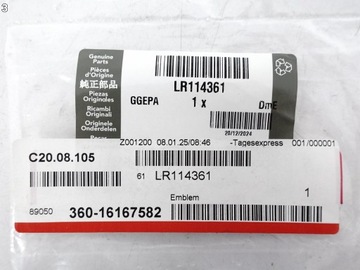 Genuine
Parts
Pièces
d'Origine
純正部品
Piezas
Originales
Ricambi
Originali
Originele
Onderdelen
LR114361
GGEPA
1 x
DmE
20/12/2024
Z001200 08.01.25/08:46 -Tagesexpress 001/000001
C20.08.105
61 LR114361
Emblem
1
89050
360-16167582